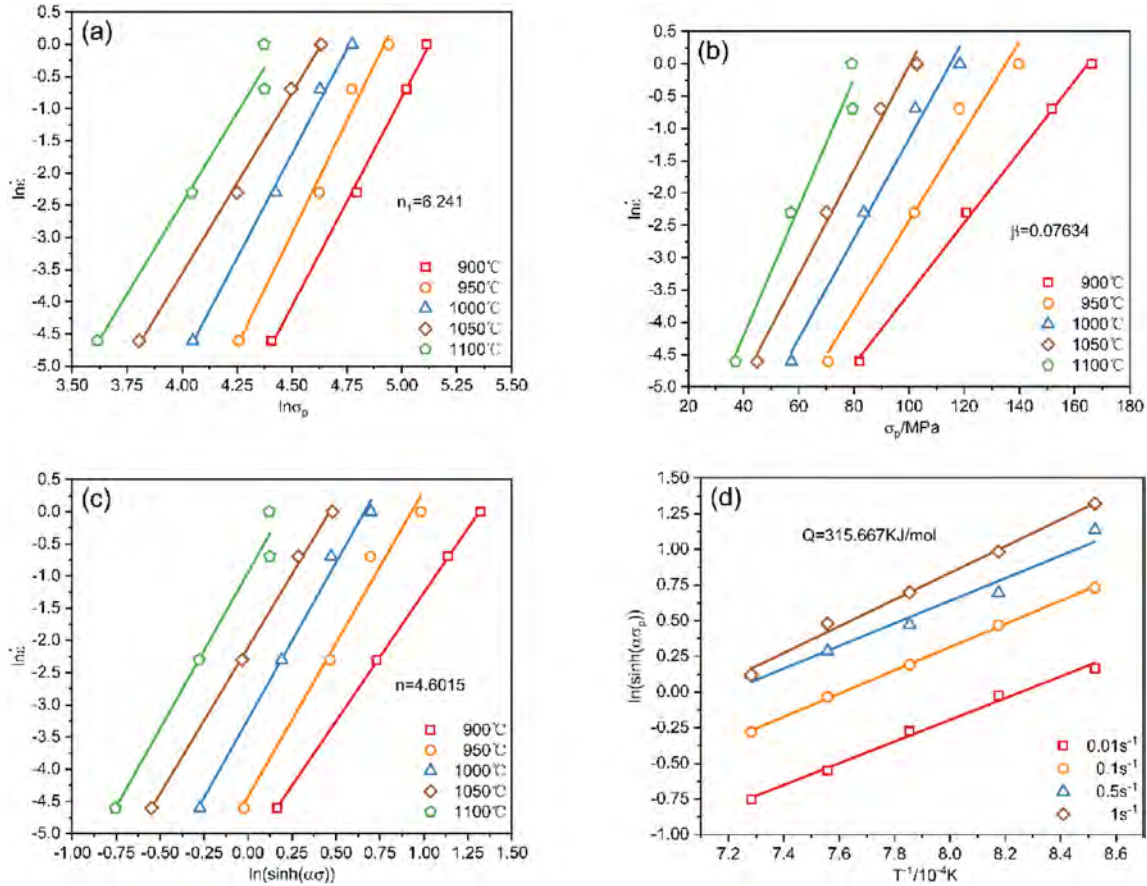 (a)
0.5
0.0
-0.5
-1.0
-1.5
-2.0
-2.5
-3.0
-3.5
-4.0
-4.5
-5.0
lnε̇
n₁=6.241
900℃
950℃
1000℃
1050℃
1100℃
3.50 3.75 4.00 4.25 4.50 4.75 5.00 5.25 5.50
lnσₚ
(b)
0.5
0.0
-0.5
-1.0
-1.5
-2.0
-2.5
-3.0
-3.5
-4.0
-4.5
-5.0
lnε̇
β=0.07634
900℃
950℃
1000℃
1050℃
1100℃
20 40 60 80 100 120 140 160 180
σₚ/MPa
(c)
0.5
0.0
-0.5
-1.0
-1.5
-2.0
-2.5
-3.0
-3.5
-4.0
-4.5
-5.0
lnε̇
n=4.6015
900℃
950℃
1000℃
1050℃
1100℃
-1.00 -0.75 -0.50 -0.25 0.00 0.25 0.50 0.75 1.00 1.25 1.50
ln(sinh(ασ))
(d)
1.50
1.25
1.00
0.75
0.50
0.25
0.00
-0.25
-0.50
-0.75
-1.00
ln(sinh(ασₚ))
Q=315.667KJ/mol
0.01s⁻¹
0.1s⁻¹
0.5s⁻¹
1s⁻¹
7.2 7.4 7.6 7.8 8.0 8.2 8.4 8.6
T⁻¹/10⁻⁴K